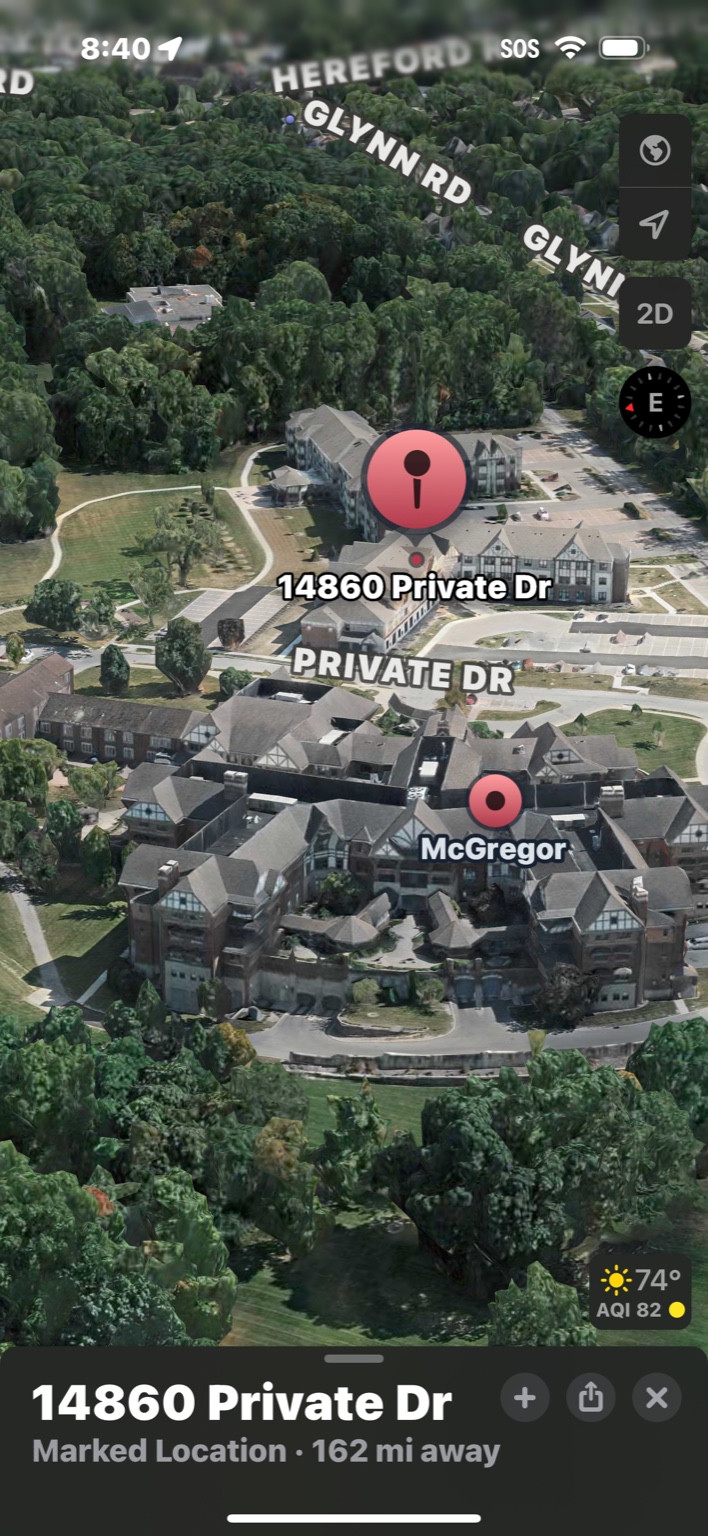 8:40
SOS
RD
HEREFORD
GLYNN RD
GLYNI
2D
E
14860 Private Dr
PRIVATE DR
McGregor
74°
AQI 82
14860 Private Dr
Marked Location · 162 mi away